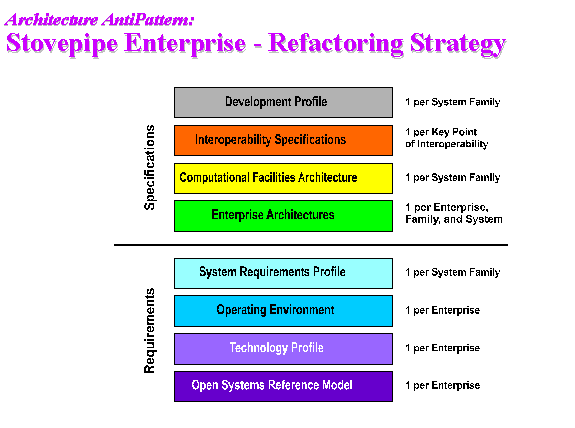 Architecture AntiPattern:
Stovepipe Enterprise - Refactoring Strategy
Specifications
Development Profile
1 per System Family
Interoperability Specifications
1 per Key Point
of Interoperability
Computational Facilities Architecture
1 per System Family
Enterprise Architectures
1 per Enterprise,
Family, and System
Requirements
System Requirements Profile
1 per System Family
Operating Environment
1 per Enterprise
Technology Profile
1 per Enterprise
Open Systems Reference Model
1 per Enterprise